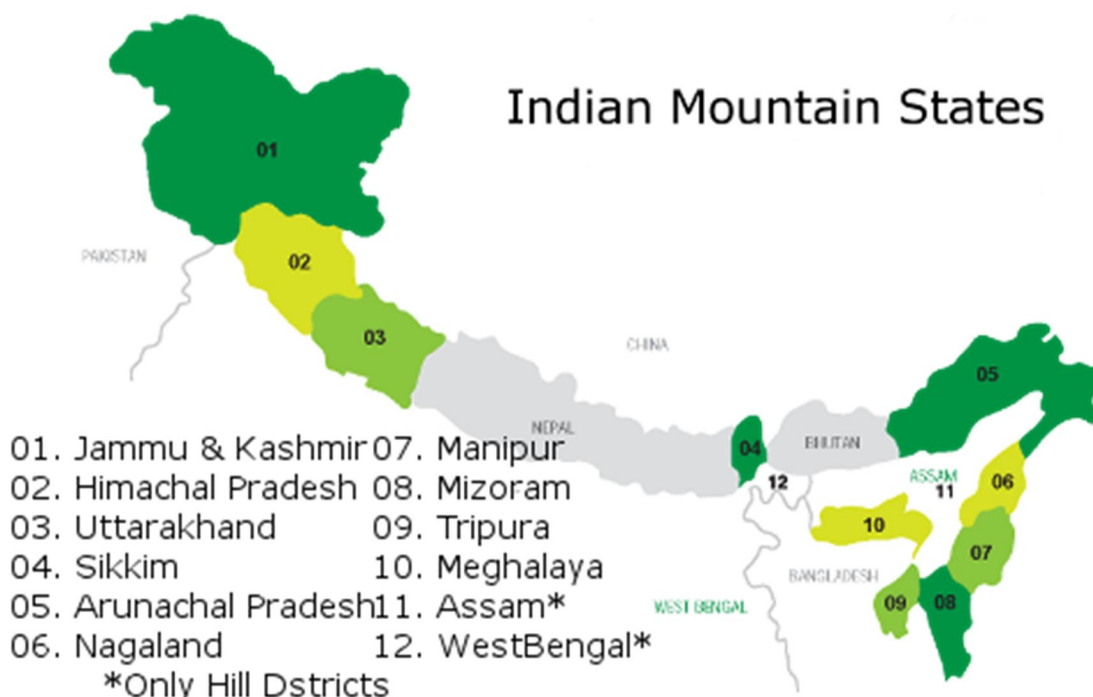 Indian Mountain States
01
PAKISTAN
02
03
CHINA
05
NEPAL
04
BHUTAN
12
ASSAM
11
06
10
07
BANGLADESH
WEST BENGAL
09
08
01. Jammu & Kashmir
02. Himachal Pradesh
03. Uttarakhand
04. Sikkim
05. Arunachal Pradesh
06. Nagaland
07. Manipur
08. Mizoram
09. Tripura
10. Meghalaya
11. Assam*
12. WestBengal*
*Only Hill Dstricts